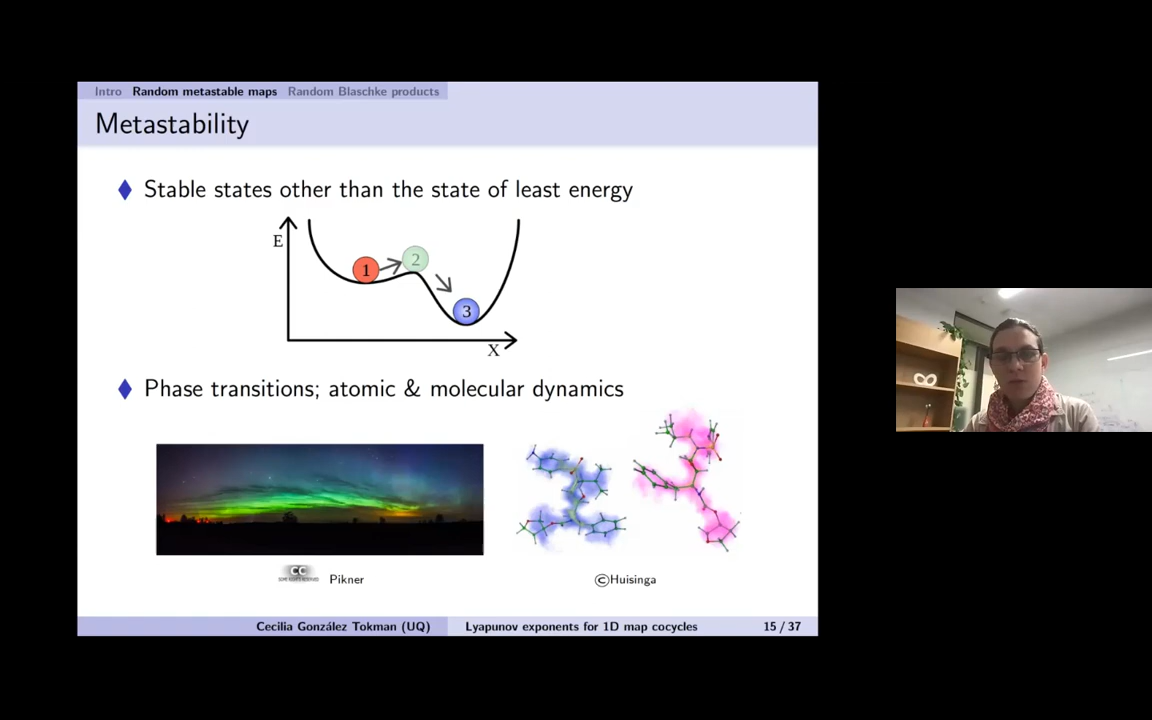 Intro Random metastable maps Random Blaschke products
Metastability
Stable states other than the state of least energy
E
1
2
3
X
Phase transitions; atomic & molecular dynamics
CC
Pikner
©Huisinga
Cecilia González Tokman (UQ) Lyapunov exponents for 1D map cocycles 15 / 37